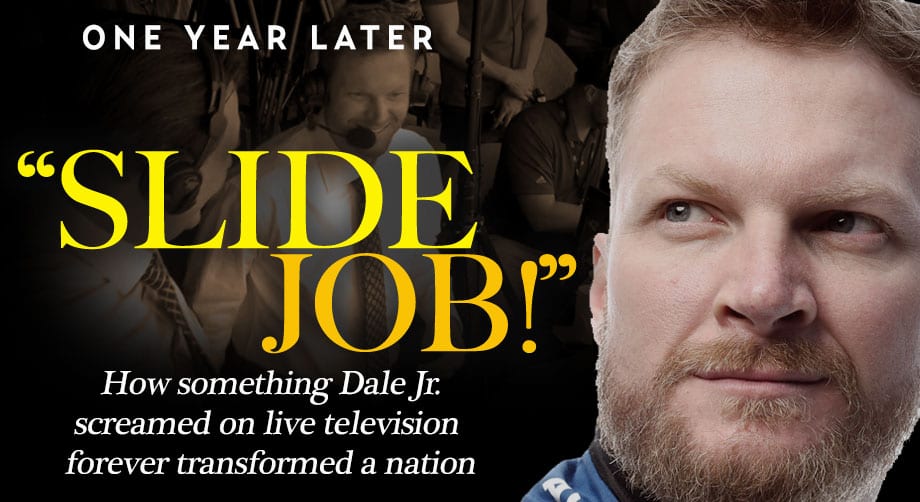 ONE YEAR LATER
“SLIDE
JOB!”
How something Dale Jr.
screamed on live television
forever transformed a nation